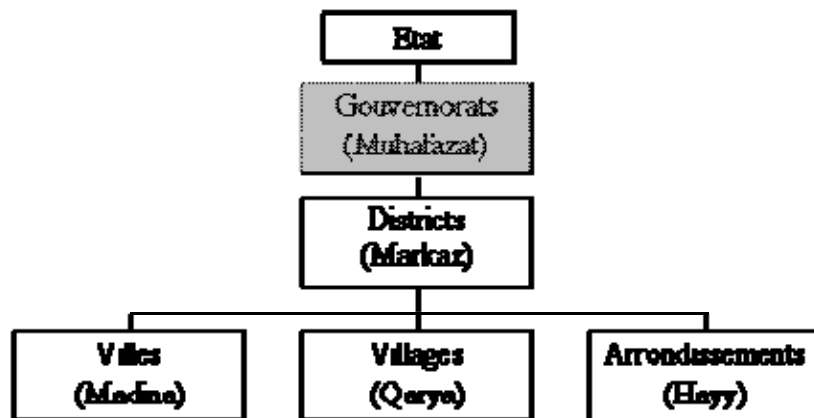 Etat
Gouvernorats
(Muhafazat)
Districts
(Markaz)
Villes
(Madina)
Villages
(Qarya)
Arrondissements
(Hayy)